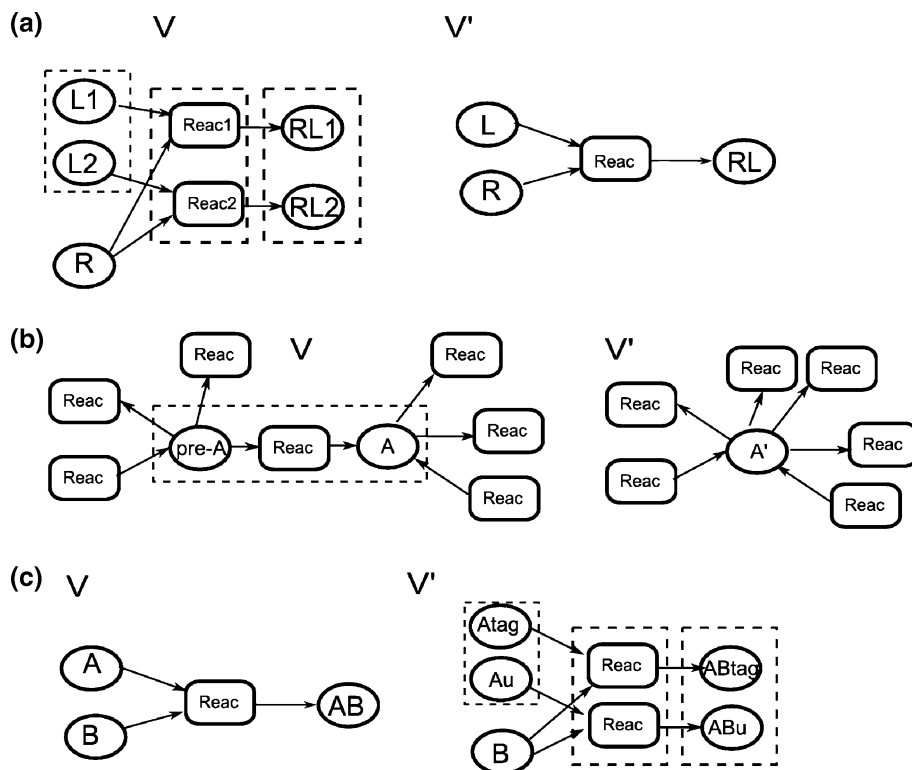 (a) V V'
L1 Reac1 RL1
L2 Reac2 RL2
R
L
R Reac RL
(b) V V'
Reac Reac Reac Reac
Reac Reac
pre-A Reac A Reac A' Reac
Reac Reac Reac Reac
(c) V V'
A Reac AB
B
Atag Reac ABtag
Au Reac ABu
B